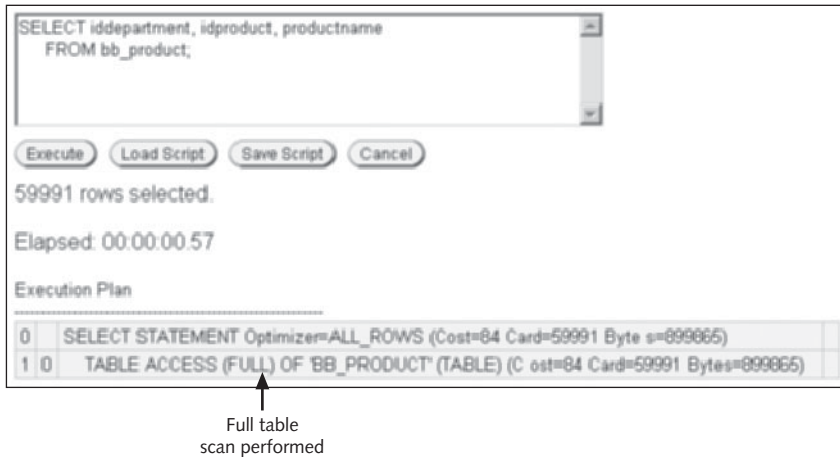 SELECT iddepartment, idproduct, productname
FROM bb_product;
Execute Load Script Save Script Cancel
59991 rows selected.
Elapsed: 00:00:00.57
Execution Plan
0 SELECT STATEMENT Optimizer=ALL_ROWS (Cost=84 Card=59991 Byte s=899865)
1 0 TABLE ACCESS (FULL) OF 'BB_PRODUCT' (TABLE) (C ost=84 Card=59991 Bytes=899865)
Full table
scan performed